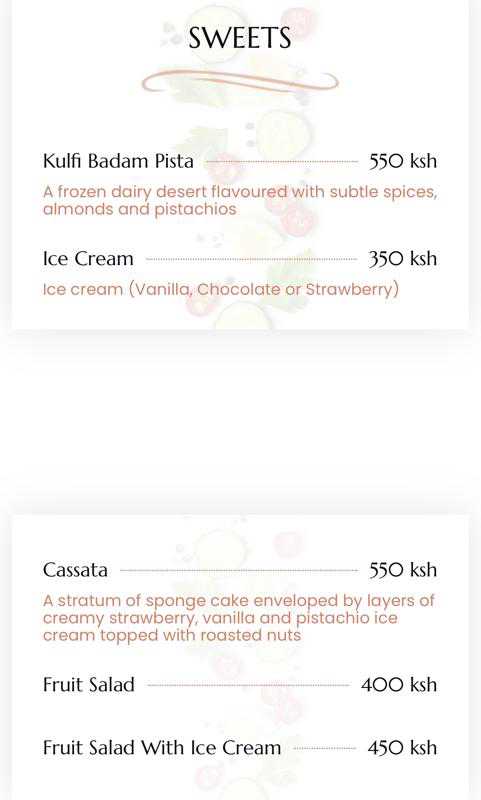 SWEETS
Kulfi Badam Pista 550 ksh
A frozen dairy desert flavoured with subtle spices,
almonds and pistachios
Ice Cream 350 ksh
Ice cream (Vanilla, Chocolate or Strawberry)
Cassata 550 ksh
A stratum of sponge cake enveloped by layers of
creamy strawberry, vanilla and pistachio ice
cream topped with roasted nuts
Fruit Salad 400 ksh
Fruit Salad With Ice Cream 450 ksh